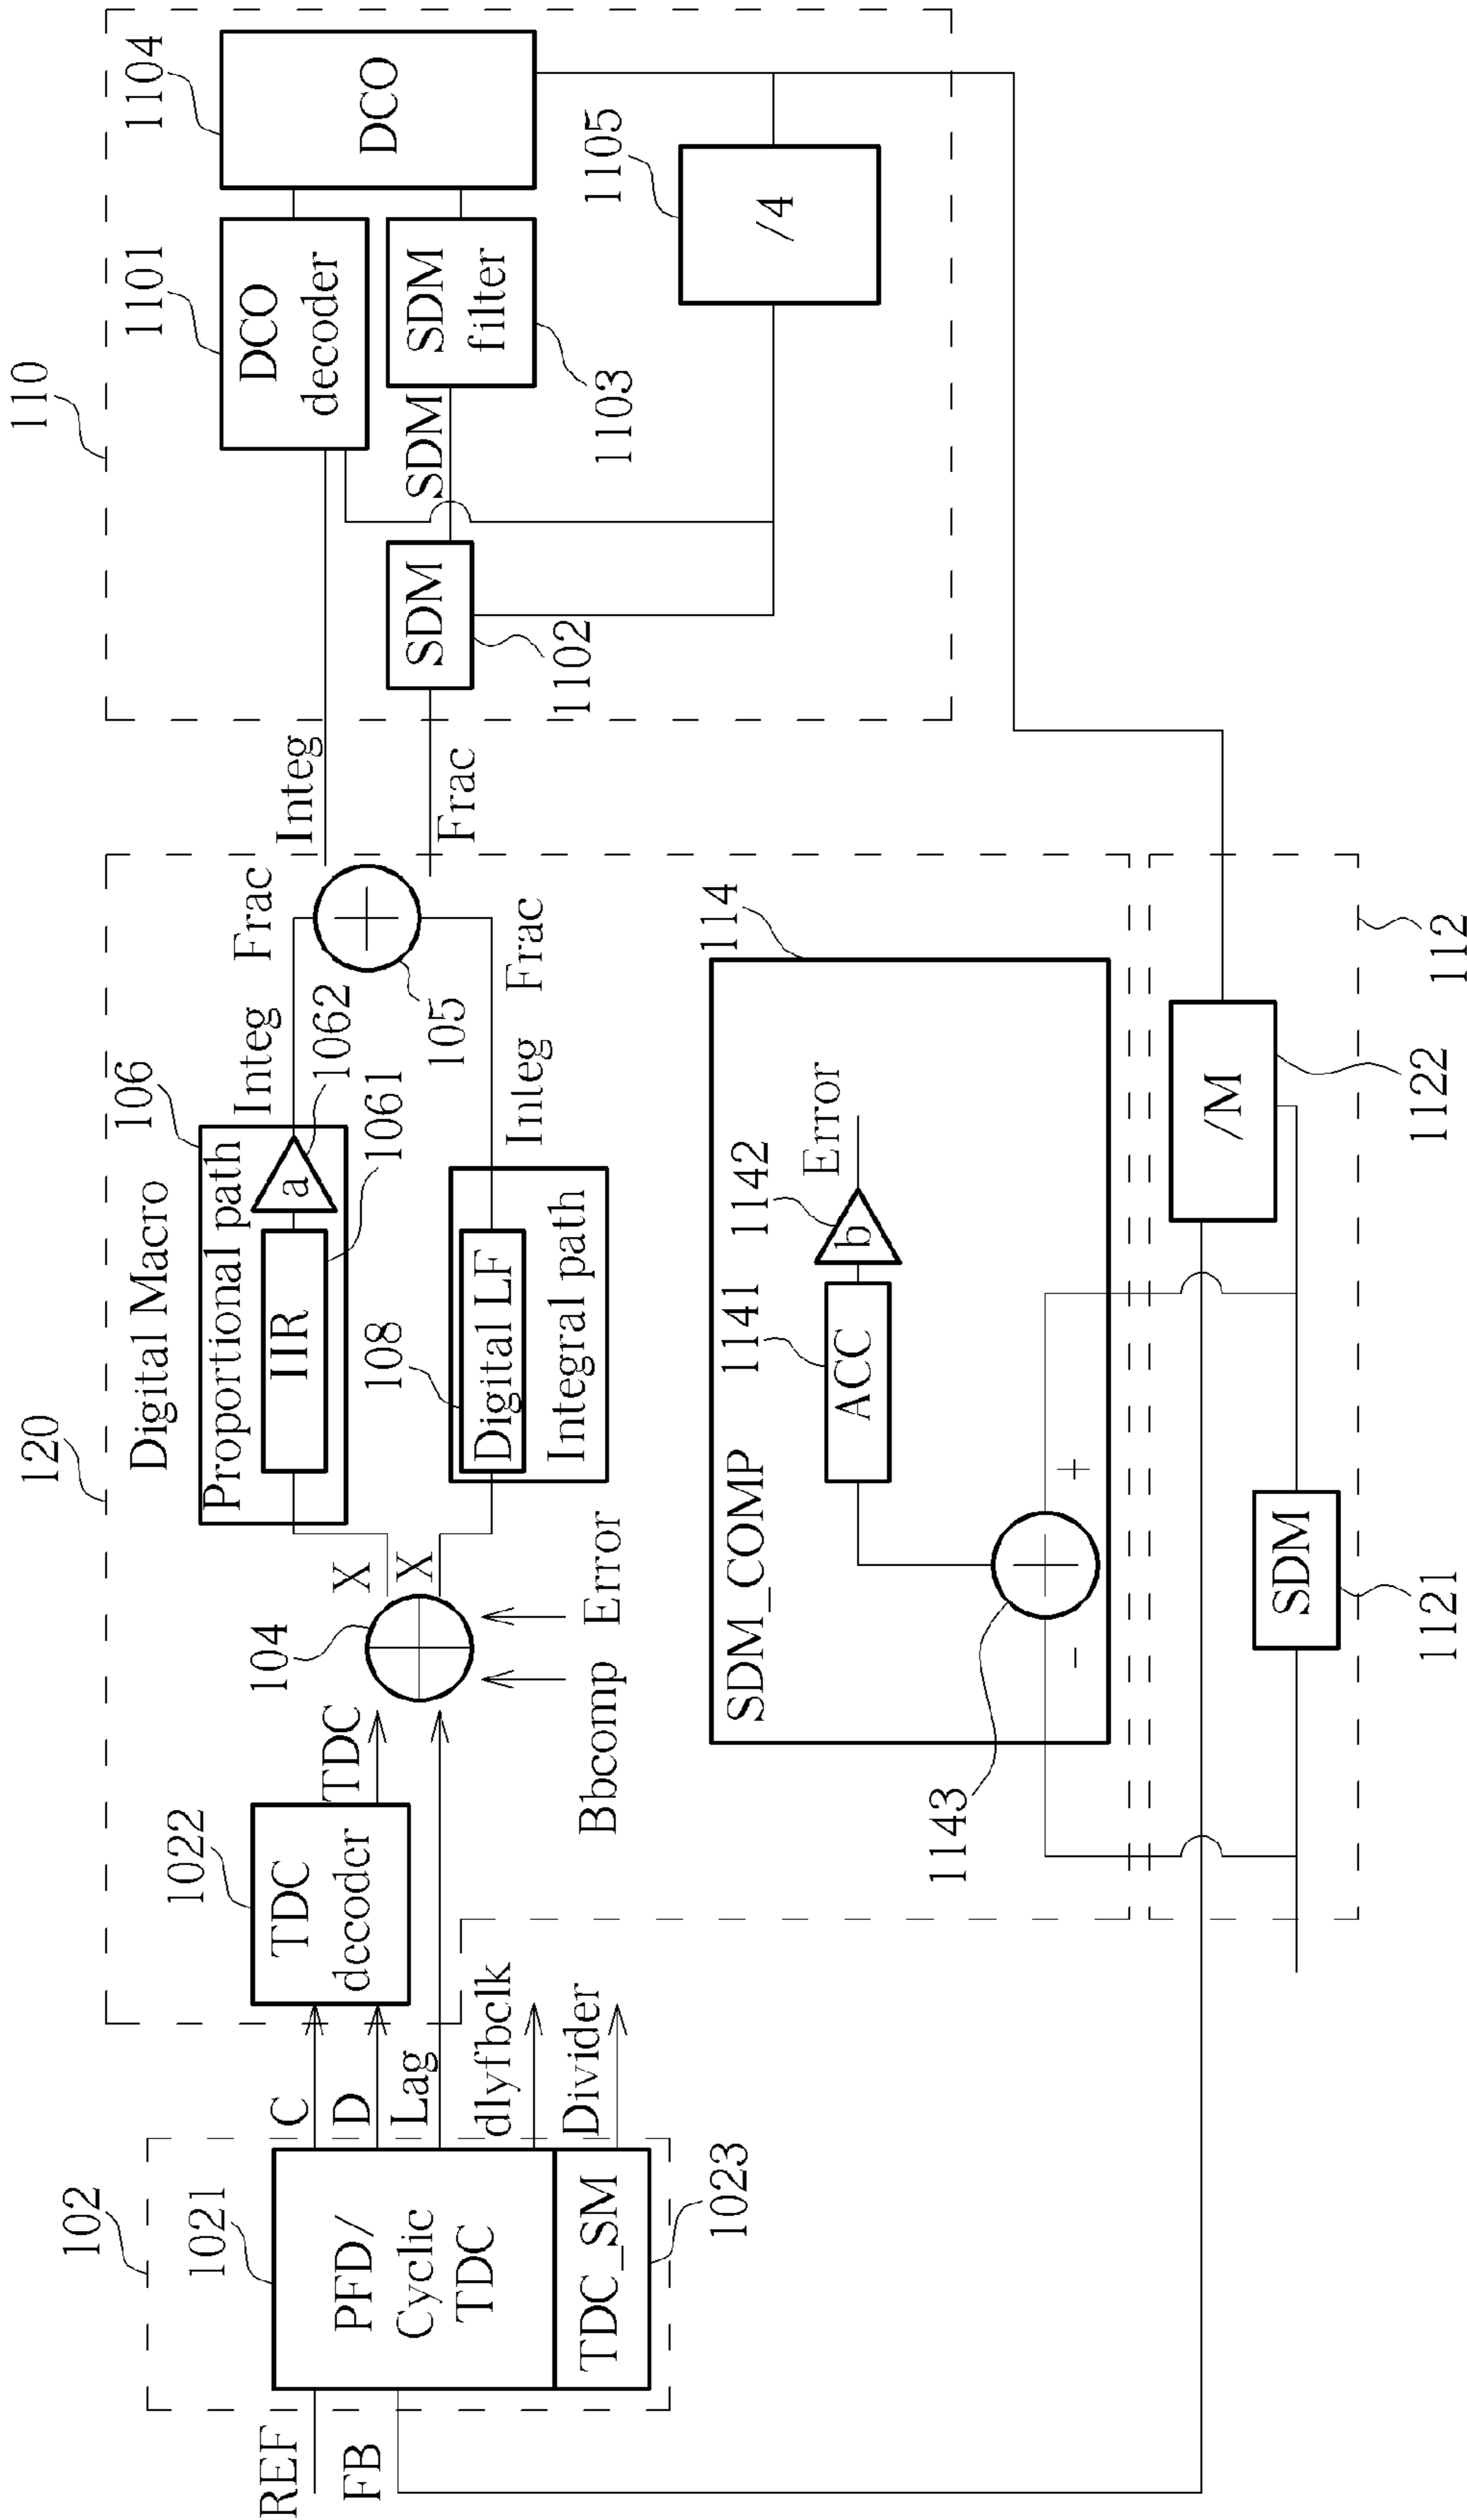 REF
FB
102
1021
PFD/
Cyclic
TDC
TDC_SM
1023
C
D
Lag
dlyfbclk
Divider
120
Digital Macro
1022
TDC
decoder
TDC
104
Bbcomp
Error
X
X
106
Proportional path
IIR
a
1061
1062
108
Digital LF
Integral path
Integ Frac
Integ Frac
105
SDM_COMP
114
1143
-
+
1141
ACC
1142
b
Error
112
SDM
1121
/M
1122
110
Integ
Frac
SDM
1102
SDM
1101
DCO
decoder
SDM
filter
1103
1104
DCO
1105
/4